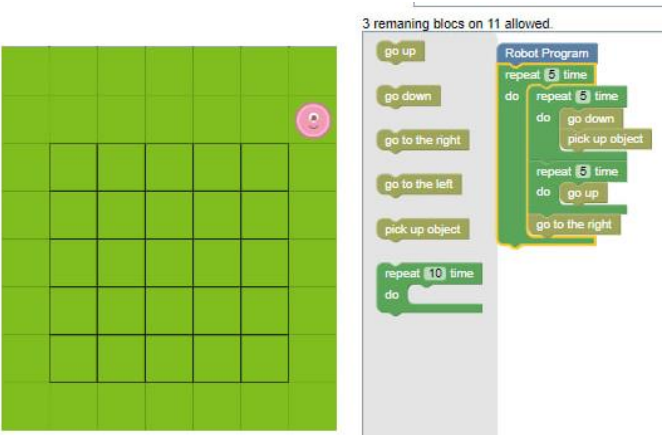 3 remaning blocs on 11 allowed.
go up
go down
go to the right
go to the left
pick up object
repeat 10 time
do
Robot Program
repeat 5 time
do
repeat 5 time
do
go down
pick up object
repeat 5 time
do
go up
go to the right